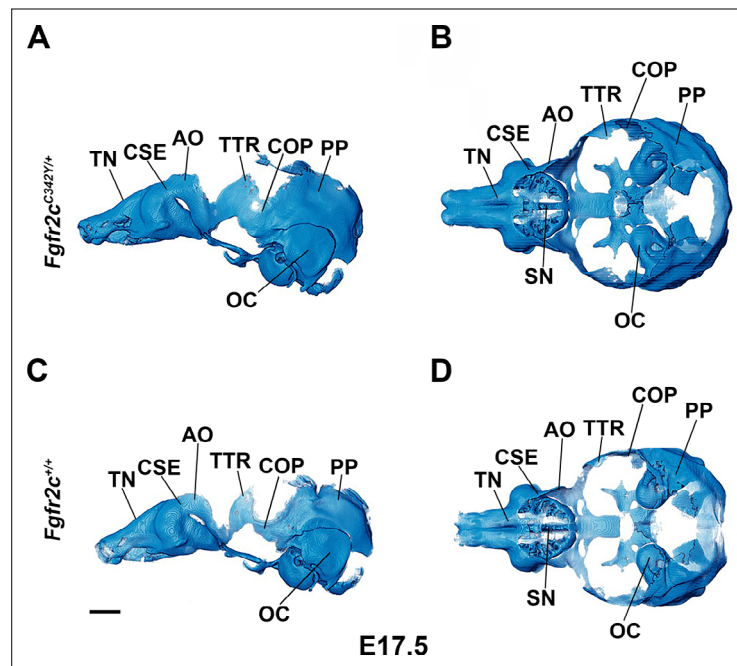 A
B
COP
TTR
PP
AO
CSE
TN
AO
CSE
TN
TTR
COP
PP
Fgfr2c^C342Y/+
SN
OC
OC
C
D
COP
PP
AO
TTR
CSE
TN
AO
CSE
TN
TTR
COP
PP
Fgfr2c^+/+
SN
OC
OC
E17.5